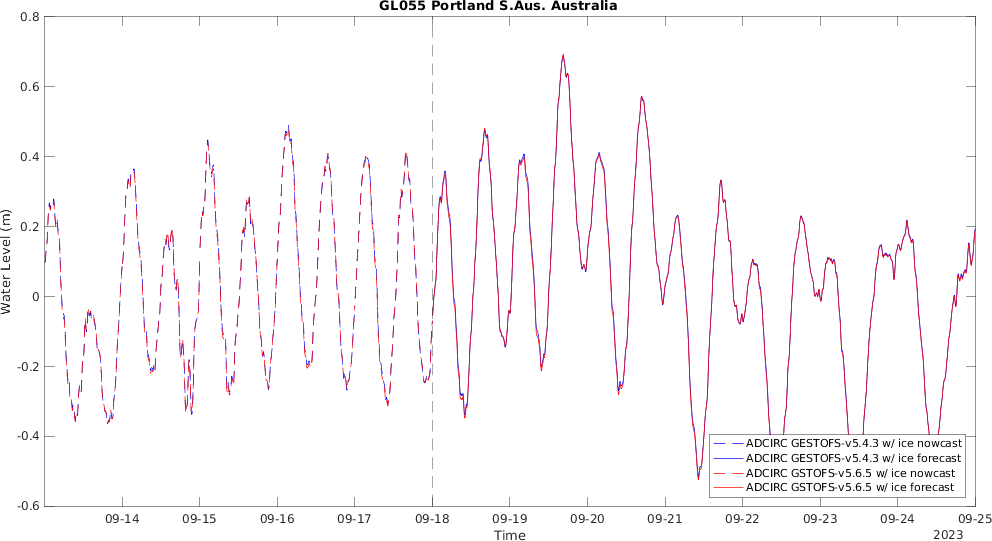 GL055 Portland S.Aus. Australia
0.8
0.6
0.4
0.2
0
-0.2
-0.4
-0.6
Water Level (m)
ADCIRC GESTOFS-v5.4.3 w/ ice nowcast
ADCIRC GESTOFS-v5.4.3 w/ ice forecast
ADCIRC GSTOFS-v5.6.5 w/ ice nowcast
ADCIRC GSTOFS-v5.6.5 w/ ice forecast
09-14 09-15 09-16 09-17 09-18 09-19 09-20 09-21 09-22 09-23 09-24 09-25
Time
2023